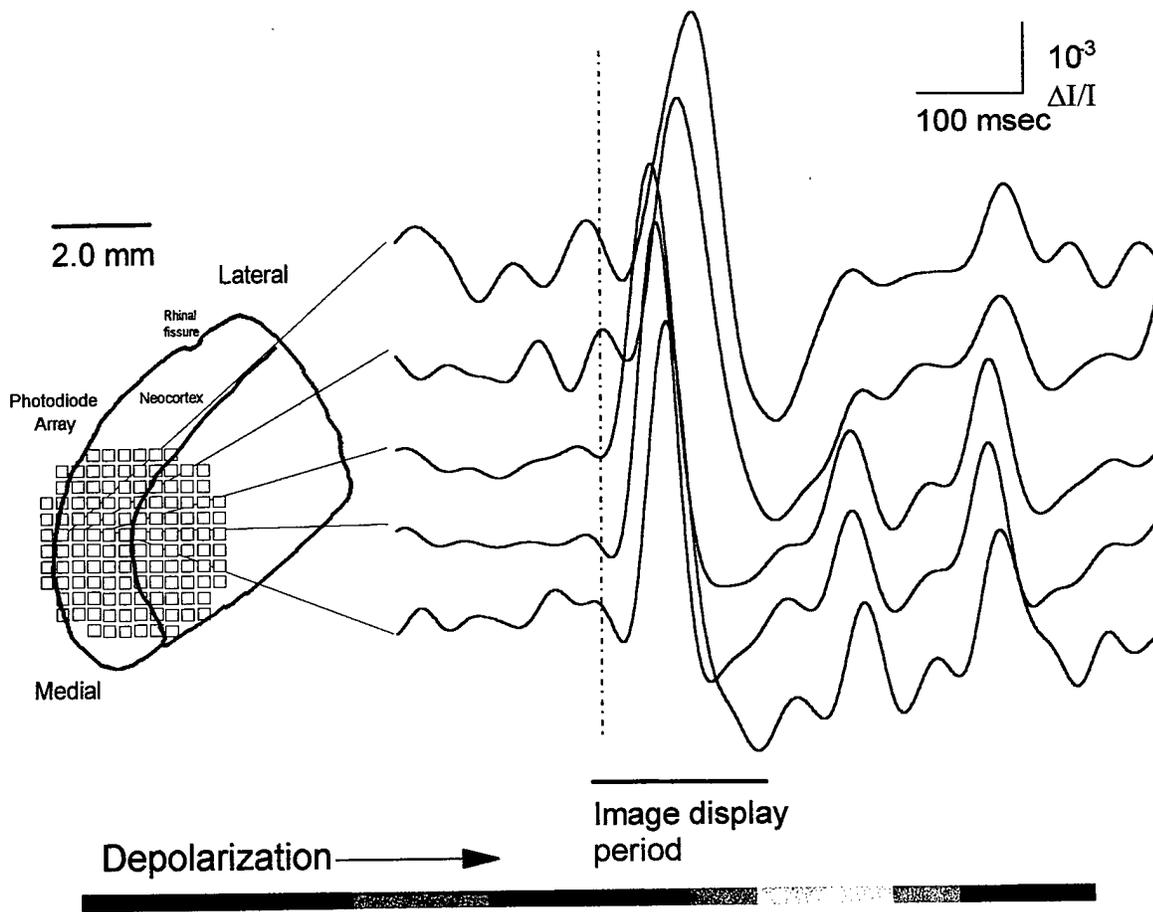 10⁻³
ΔI/I
100 msec
2.0 mm
Lateral
Rhinal
fissure
Neocortex
Photodiode
Array
Medial
Image display
period
Depolarization